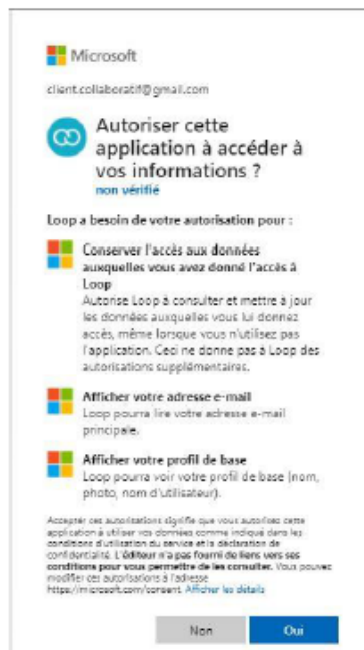 Microsoft
client.collaboratif@gmail.com
Autoriser cette
application à accéder à
vos informations ?
non vérifié
Loop a besoin de votre autorisation pour :
Conserver l'accès aux données
auxquelles vous avez donné l'accès à
Loop
Autorise Loop à consulter et mettre à jour
les données auxquelles vous lui donnez
accès, même lorsque vous n'utilisez pas
l'application. Ceci ne donne pas à Loop des
autorisations supplémentaires.
Afficher votre adresse e-mail
Loop pourra lire votre adresse e-mail
principale.
Afficher votre profil de base
Loop pourra voir votre profil de base (nom,
photo, nom d'utilisateur).
Accepter ces autorisations signifie que vous autorisez cette
application à utiliser vos données comme indiqué dans les
conditions d'utilisation du service et la déclaration de
confidentialité. L'éditeur n'a pas fourni de liens vers ses
conditions pour vous permettre de les consulter. Vous pouvez
modifier ces autorisations à l'adresse
https://microsoft.com/consent. Afficher les détails
Non
Oui